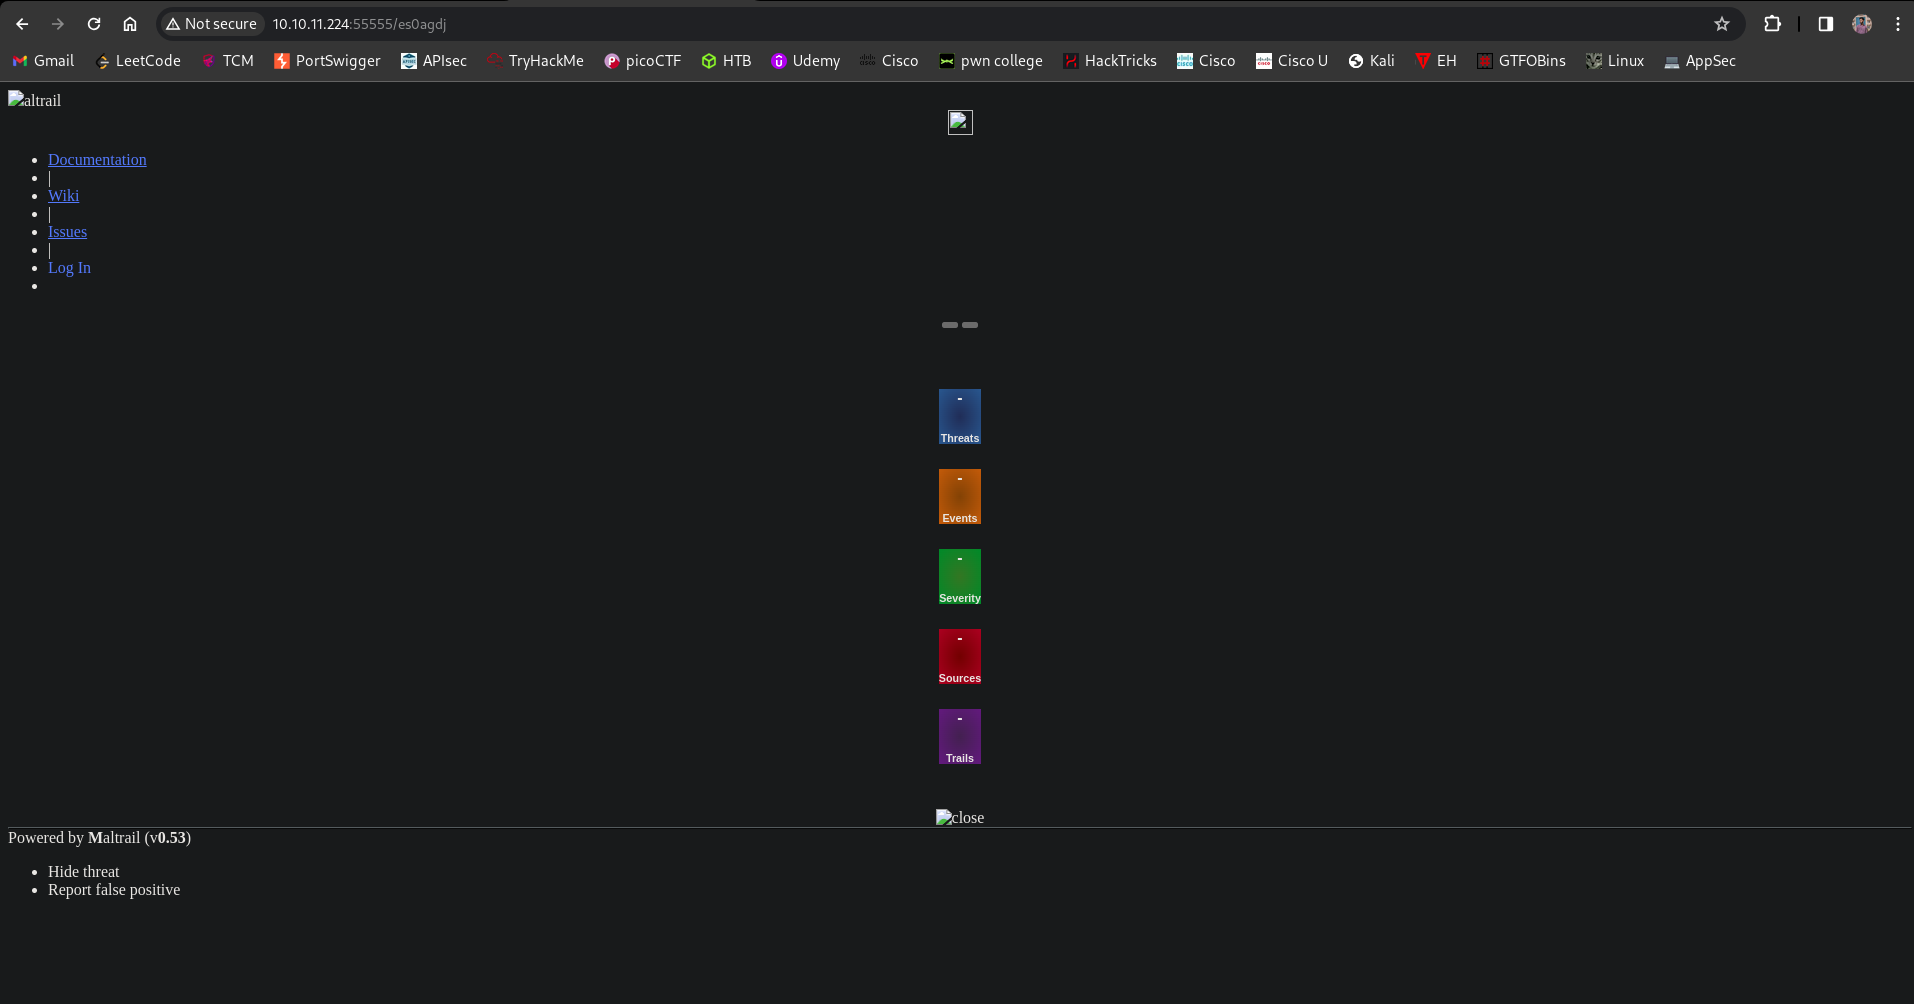 Not secure 10.10.11.224:55555/es0agdj
Gmail LeetCode TCM PortSwigger APIsec TryHackMe picoCTF HTB Udemy Cisco pwn college HackTricks Cisco Cisco U Kali EH GTFOBins Linux AppSec
altrail
Documentation
|
Wiki
|
Issues
|
Log In
-
Threats
-
Events
-
Severity
-
Sources
-
Trails
close
Powered by Maltrail (v0.53)
Hide threat
Report false positive